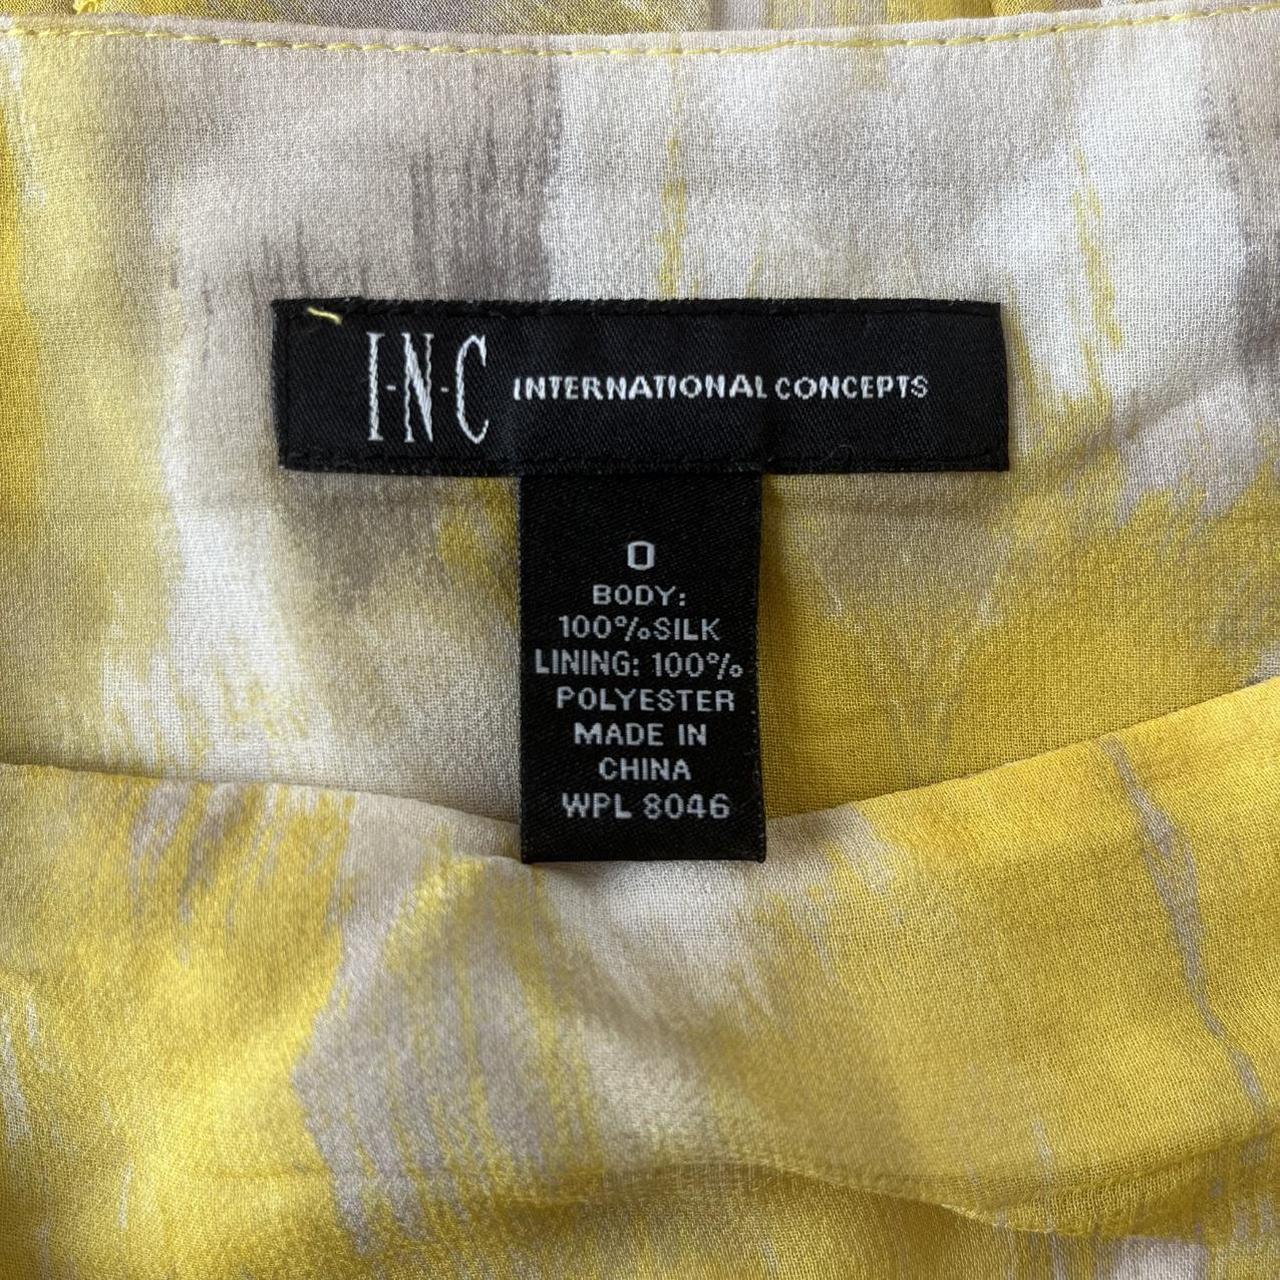 I-N-C INTERNATIONAL CONCEPTS
0
BODY:
100%SILK
LINING: 100%
POLYESTER
MADE IN
CHINA
WPL 8046